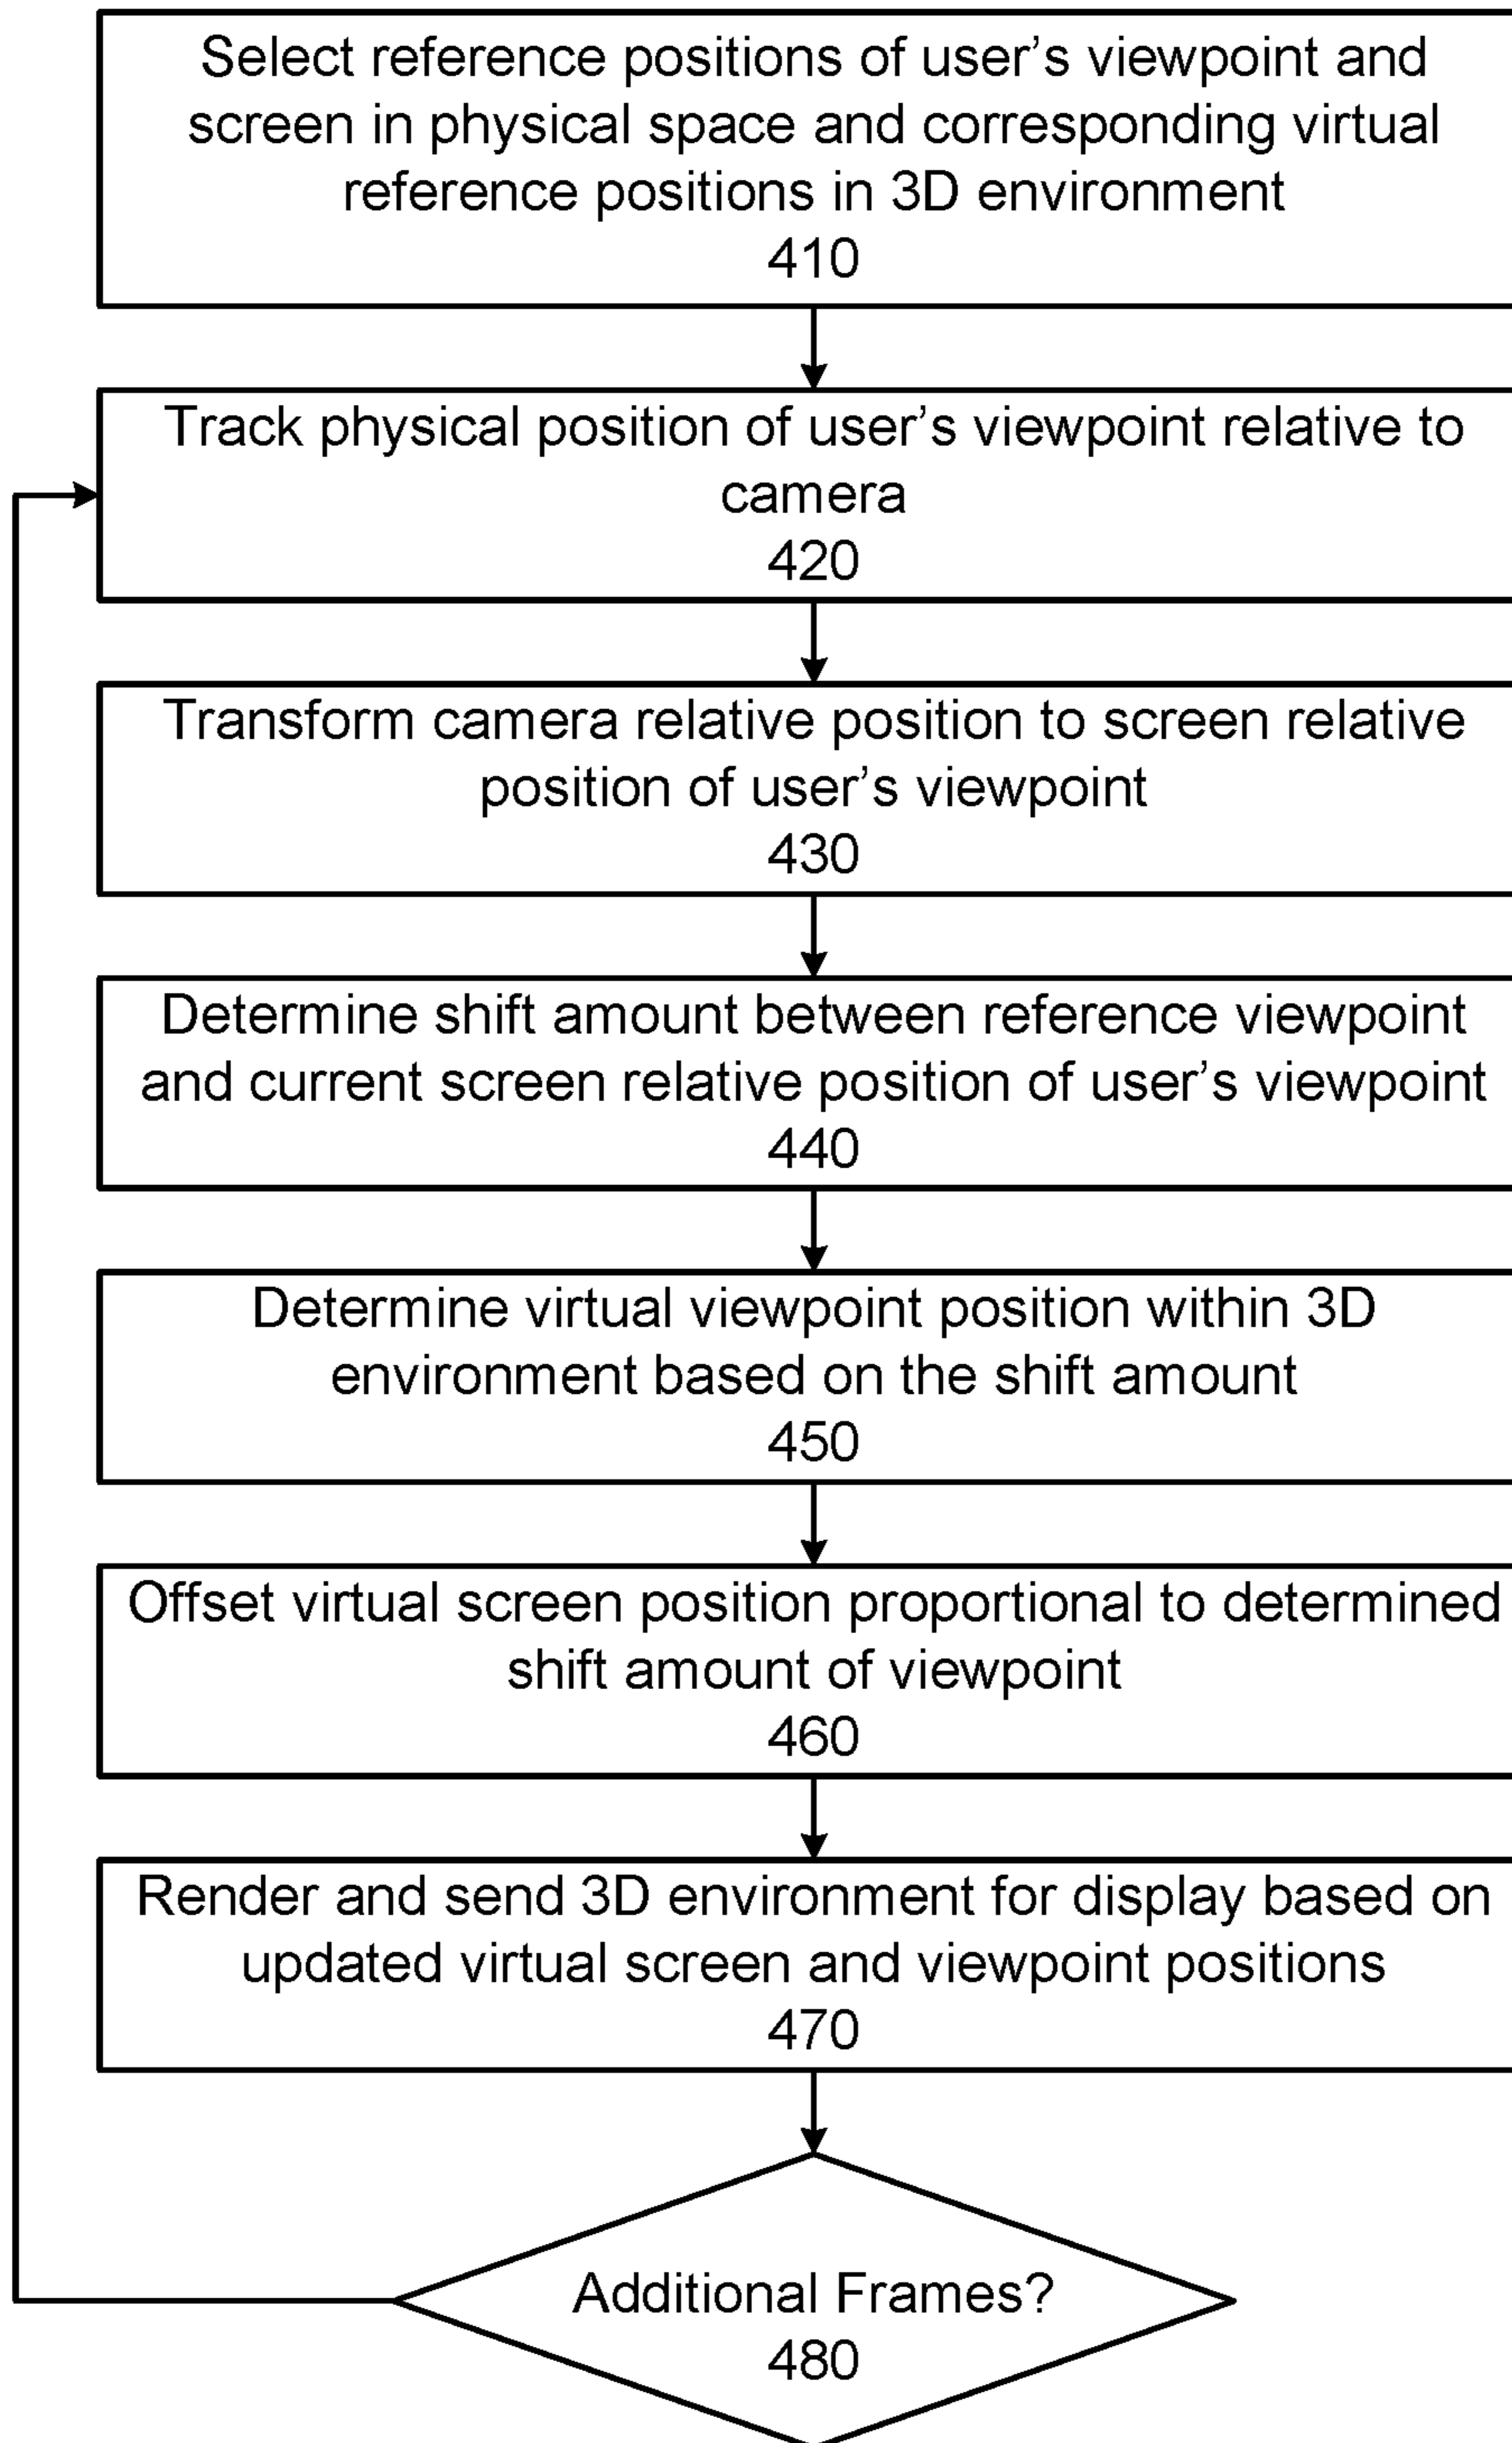 Select reference positions of user's viewpoint and
screen in physical space and corresponding virtual
reference positions in 3D environment
410
Track physical position of user's viewpoint relative to
camera
420
Transform camera relative position to screen relative
position of user's viewpoint
430
Determine shift amount between reference viewpoint
and current screen relative position of user's viewpoint
440
Determine virtual viewpoint position within 3D
environment based on the shift amount
450
Offset virtual screen position proportional to determined
shift amount of viewpoint
460
Render and send 3D environment for display based on
updated virtual screen and viewpoint positions
470
Additional Frames?
480